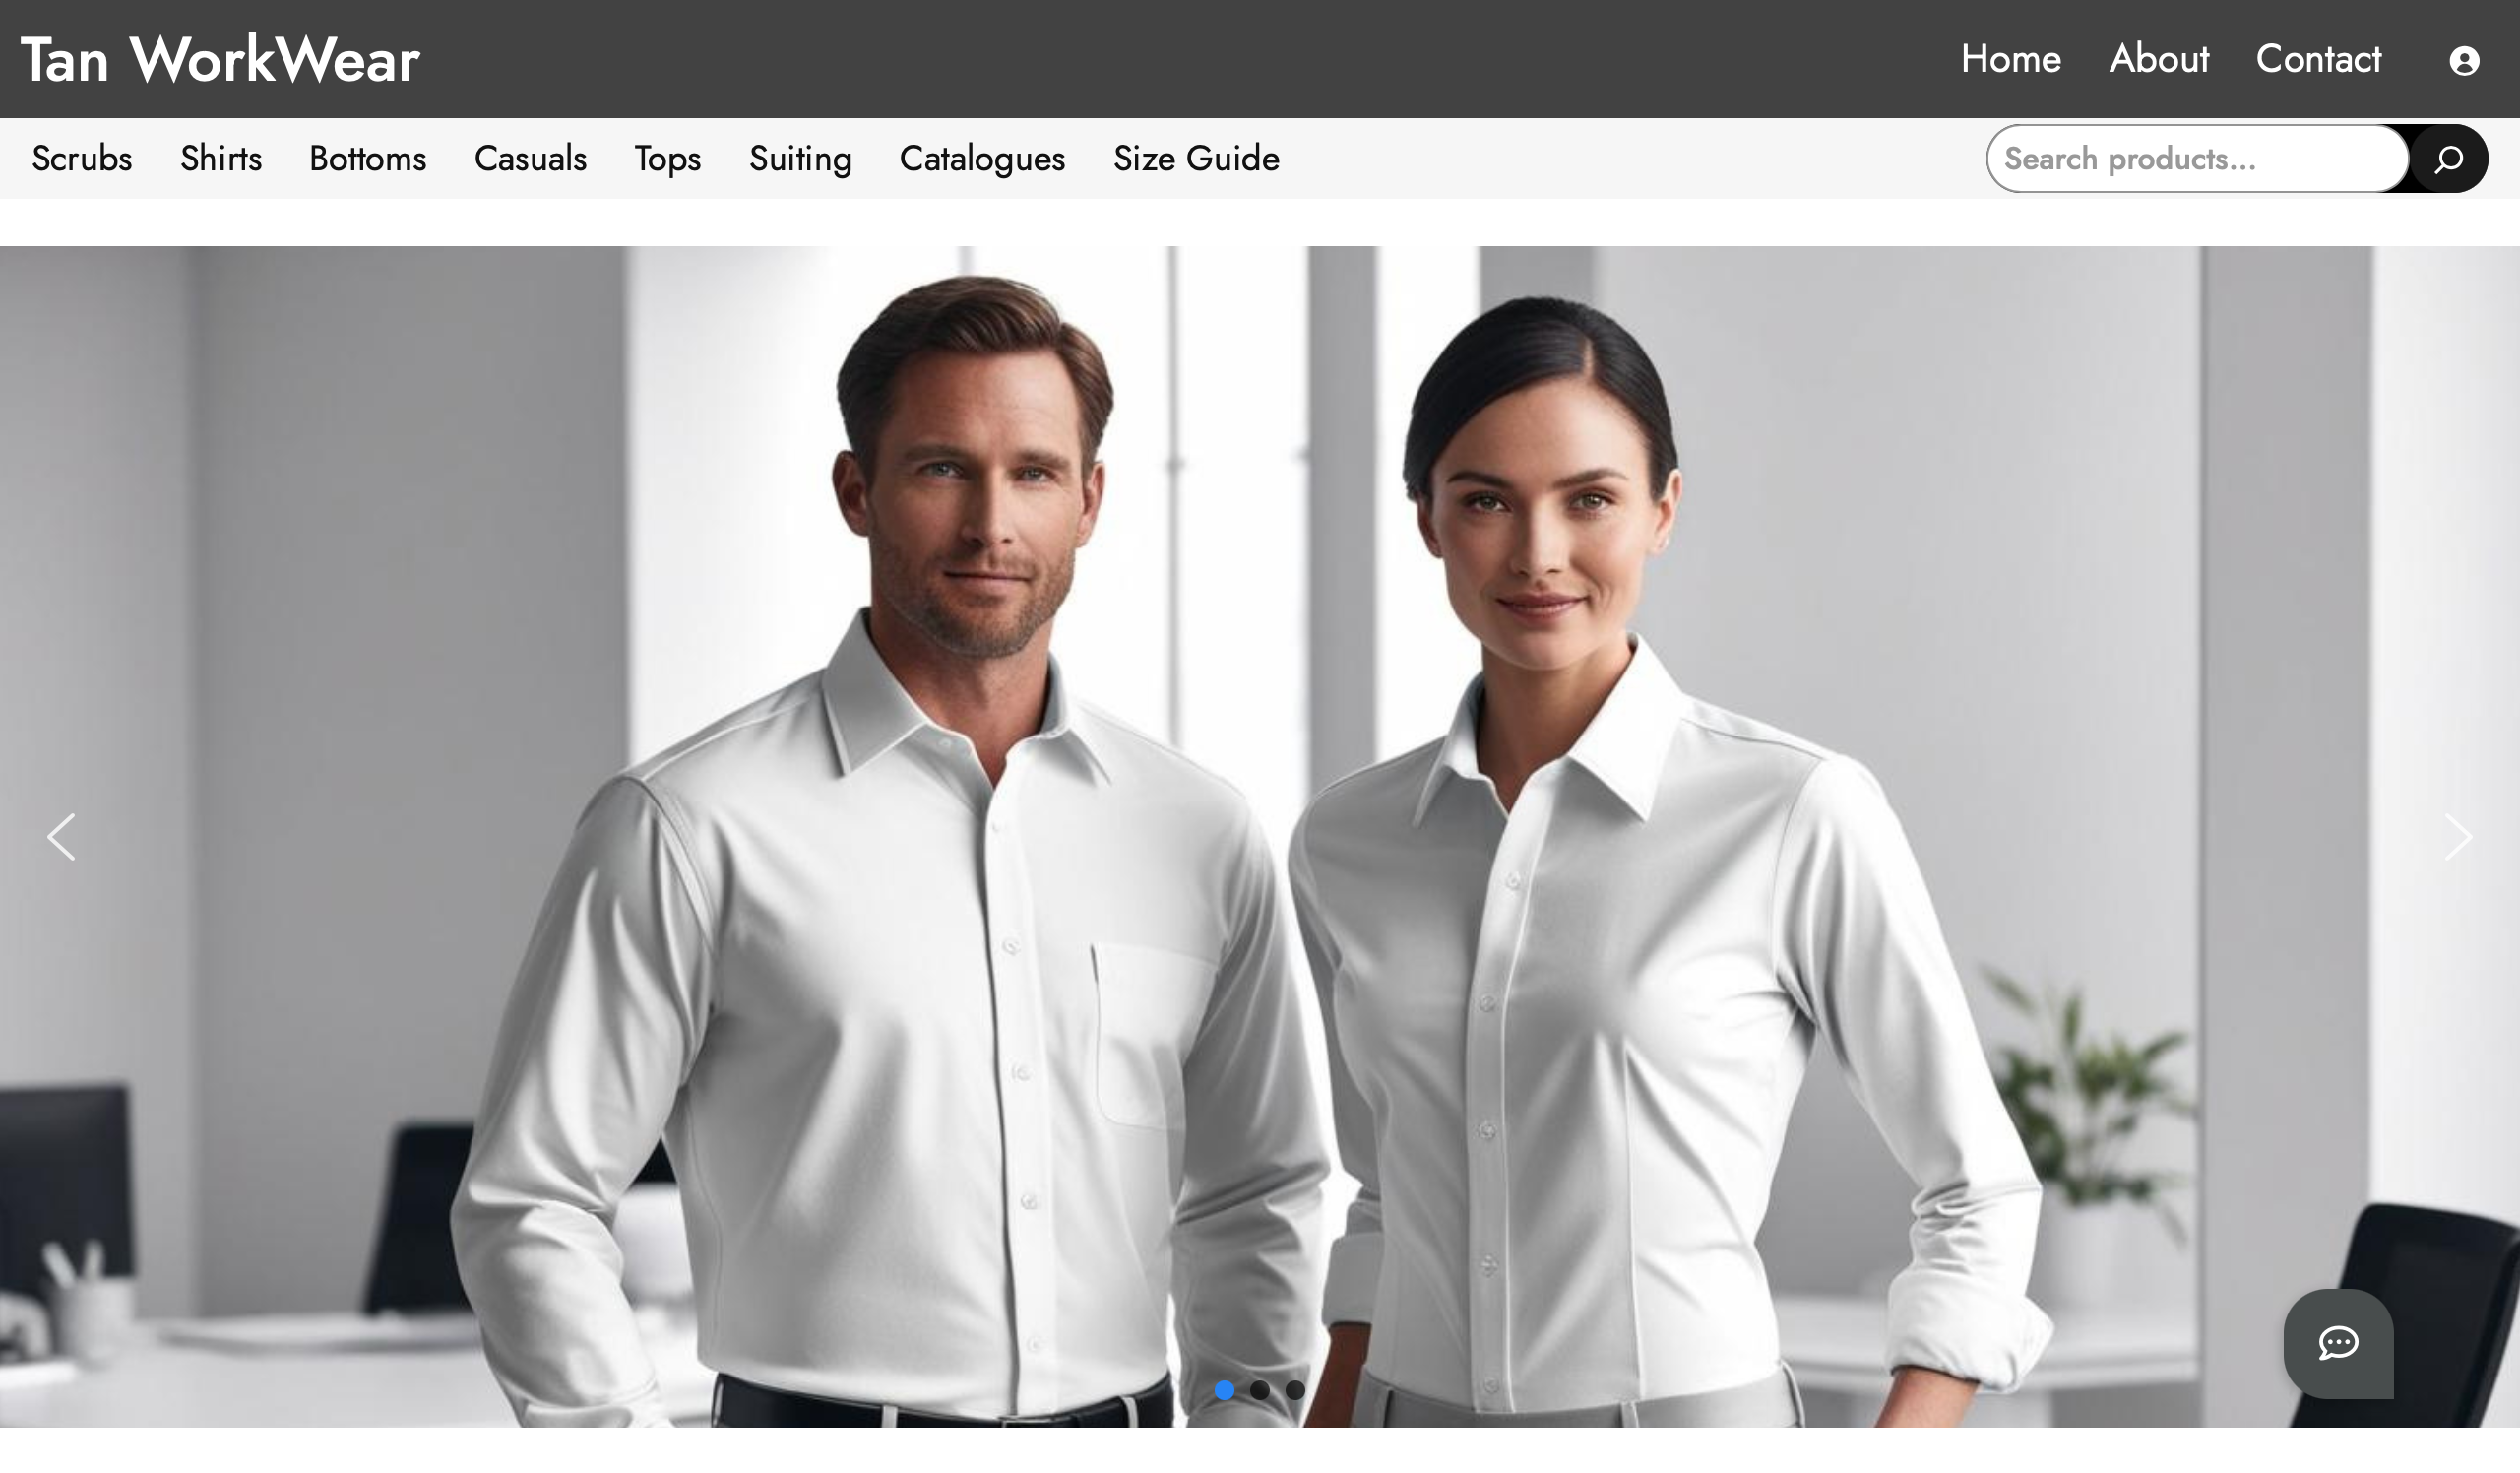 Tan WorkWear
Home About Contact
Scrubs Shirts Bottoms Casuals Tops Suiting Catalogues Size Guide
Search products...